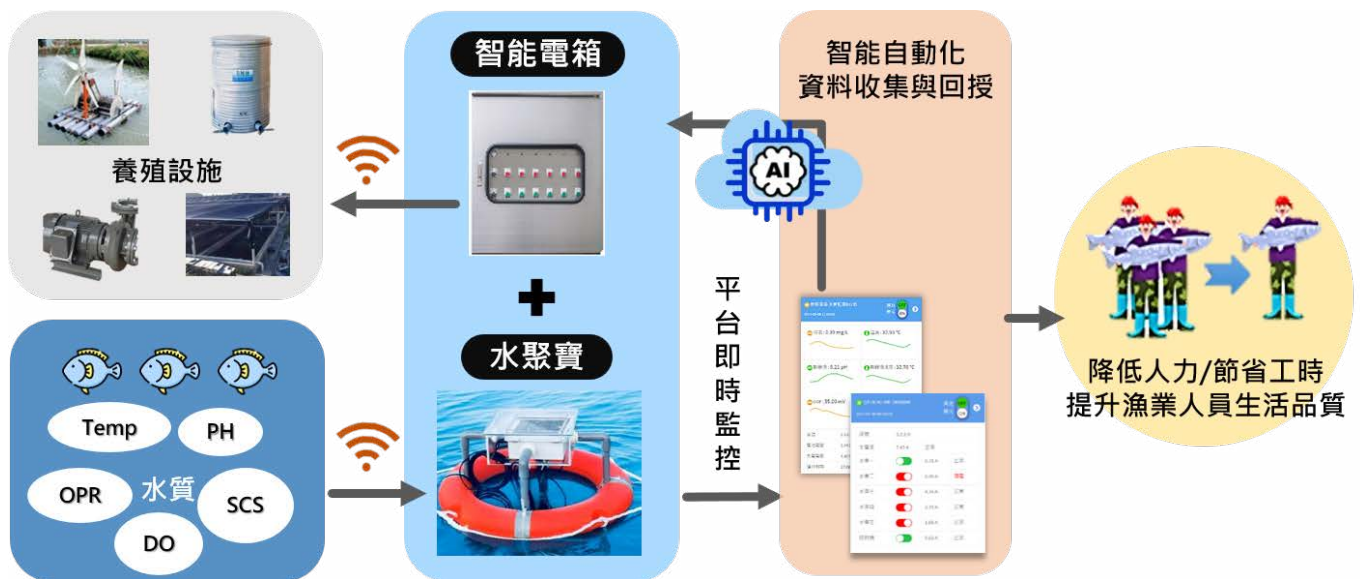 智能電箱
智能自動化
資料收集與回授
AI
養殖設施
水聚寶
平台即時監控
Temp
PH
OPR
水質
SCS
DO
降低人力/節省工時
提升漁業人員生活品質